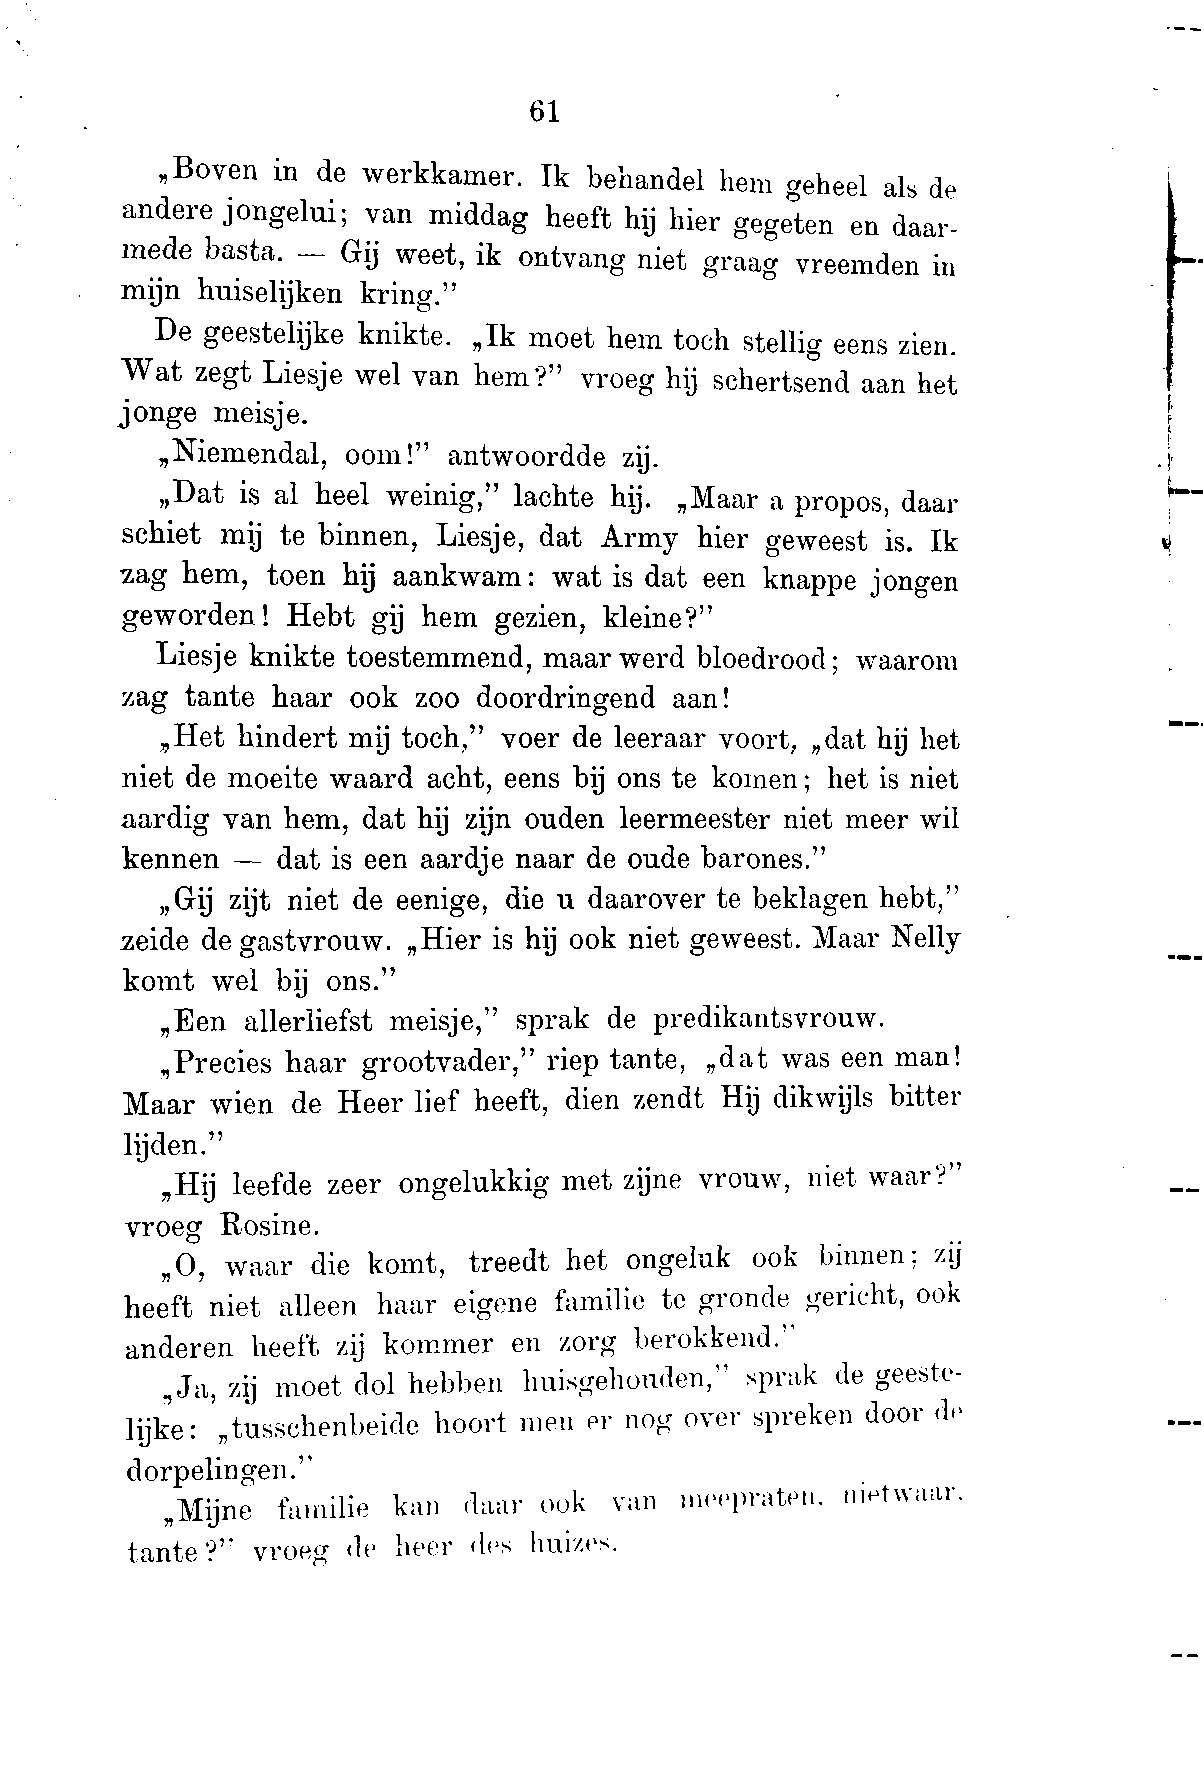 61
„Boven in de werkkamer. Ik behandel hem geheel als de
andere jongelui; van middag heeft hij hier gegeten en daar-
mede basta. — Gij weet, ik ontvang niet graag vreemden in
mijn huiselijken kring.”
De geestelijke knikte. „Ik moet hem toch stellig eens zien.
Wat zegt Liesje wel van hem?” vroeg hij schertsend aan het
jonge meisje.
„Niemendal, oom!” antwoordde zij.
„Dat is al heel weinig,” lachte hij. „Maar a propos, daar
schiet mij te binnen, Liesje, dat Army hier geweest is. Ik
zag hem, toen hij aankwam: wat is dat een knappe jongen
geworden! Hebt gij hem gezien, kleine?”
Liesje knikte toestemmend, maar werd bloedrood; waarom
zag tante haar ook zoo doordringend aan!
„Het hindert mij toch,” voer de leeraar voort, „dat hij het
niet de moeite waard acht, eens bij ons te komen; het is niet
aardig van hem, dat hij zijn ouden leermeester niet meer wil
kennen — dat is een aardje naar de oude barones.”
„Gij zijt niet de eenige, die u daarover te beklagen hebt,”
zeide de gastvrouw. „Hier is hij ook niet geweest. Maar Nelly
komt wel bij ons.”
„Een allerliefst meisje,” sprak de predikantsvrouw.
„Precies haar grootvader,” riep tante, „dat was een man!
Maar wien de Heer lief heeft, dien zendt Hij dikwijls bitter
lijden.”
„Hij leefde zeer ongelukkig met zijne vrouw, niet waar?”
vroeg Rosine.
„O, waar die komt, treedt het ongeluk ook binnen; zij
heeft niet alleen haar eigene familie te gronde gericht, ook
anderen heeft zij kommer en zorg berokkend.”
„Ja, zij moet dol hebben huisgehouden,” sprak de geeste-
lijke: „tusschenbeide hoort men er nog over spreken door de
dorpelingen.”
„Mijne familie kan daar ook van meepraten, nietwaar,
tante?” vroeg de heer des huizes.